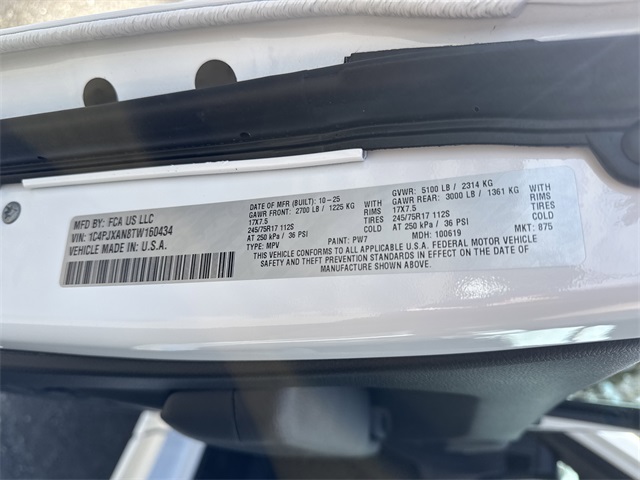 MFD BY: FCA US LLC
VIN: 1C4PJXAN8TW160434
VEHICLE MADE IN: U.S.A.
DATE OF MFR (BUILT): 10-25
GAWR FRONT: 2700 LB / 1225 KG WITH
17X7.5 RIMS
245/75R17 112S TIRES
AT 250 kPa / 36 PSI WITH
TYPE: MPV PAINT: PW7
GVWR: 5100 LB / 2314 KG
GAWR REAR: 3000 LB / 1361 KG WITH
17X7.5 RIMS
245/75R17 112S TIRES
AT 250 kPa / 36 PSI WITH
MDH: 100619 MKT: 875
THIS VEHICLE CONFORMS TO ALL APPLICABLE U.S.A. FEDERAL MOTOR VEHICLE
SAFETY AND THEFT PREVENTION STANDARDS IN EFFECT ON THE DATE OF
MANUFACTURE SHOWN ABOVE.